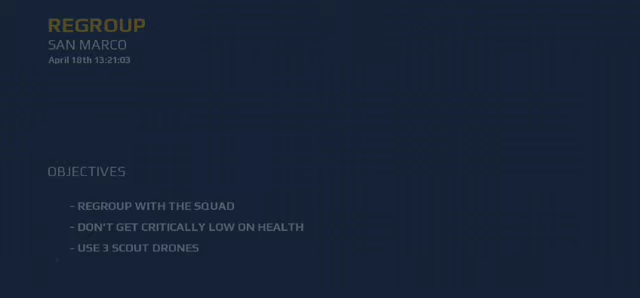 REGROUP
SAN MARCO
April 18th 13:21:03
OBJECTIVES
- REGROUP WITH THE SQUAD
- DON'T GET CRITICALLY LOW ON HEALTH
- USE 3 SCOUT DRONES